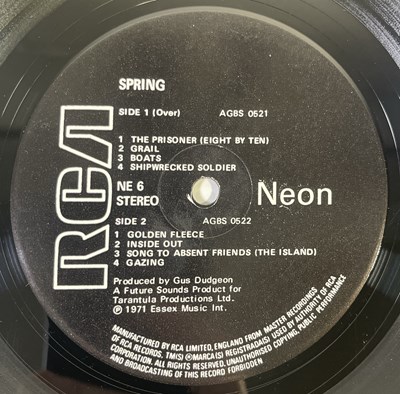 SPRING
SIDE 1 (Over) AGBS 0521
1 THE PRISONER (EIGHT BY TEN)
2 GRAIL
3 BOATS
4 SHIPWRECKED SOLDIER
RCA
NE 6
STEREO
Neon
SIDE 2 AGBS 0522
1 GOLDEN FLEECE
2 INSIDE OUT
3 SONG TO ABSENT FRIENDS (THE ISLAND)
4 GAZING
Produced by Gus Dudgeon
A Future Sounds Product for
Tarantula Productions Ltd.
Ⓟ 1971 Essex Music Int.
MANUFACTURED BY RCA LIMITED, ENGLAND FROM MASTER RECORDINGS
OF RCA RECORDS. TM(S) ® MARCA(S) REGISTRADA(S) USED BY AUTHORITY OF RCA
CORPORATION. ALL RIGHTS RESERVED. UNAUTHORISED COPYING, PUBLIC PERFORMANCE
AND BROADCASTING OF THIS RECORD FORBIDDEN